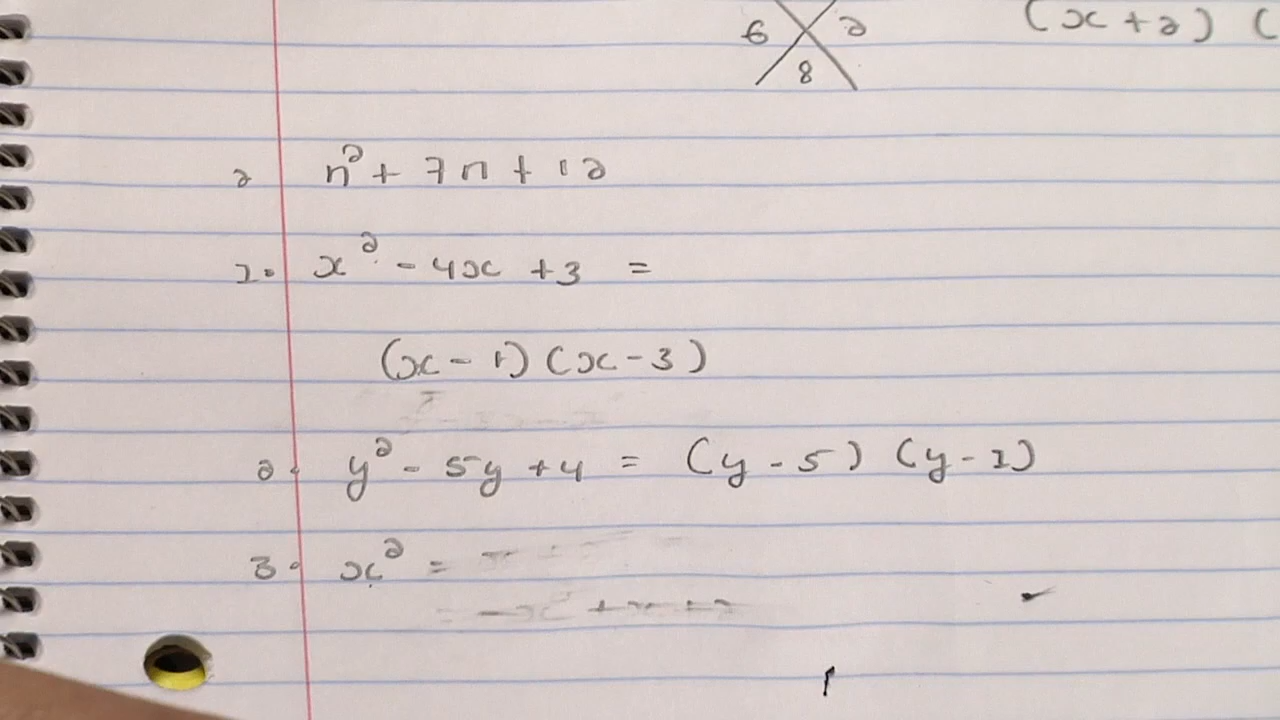 6 2 (x + 2) (
8
2 n² + 7n + 12
1. x² - 4x + 3 =
(x - 1) (x - 3)
2. y² - 5y + 4 = (y - 5) (y - 1)
3. x² =